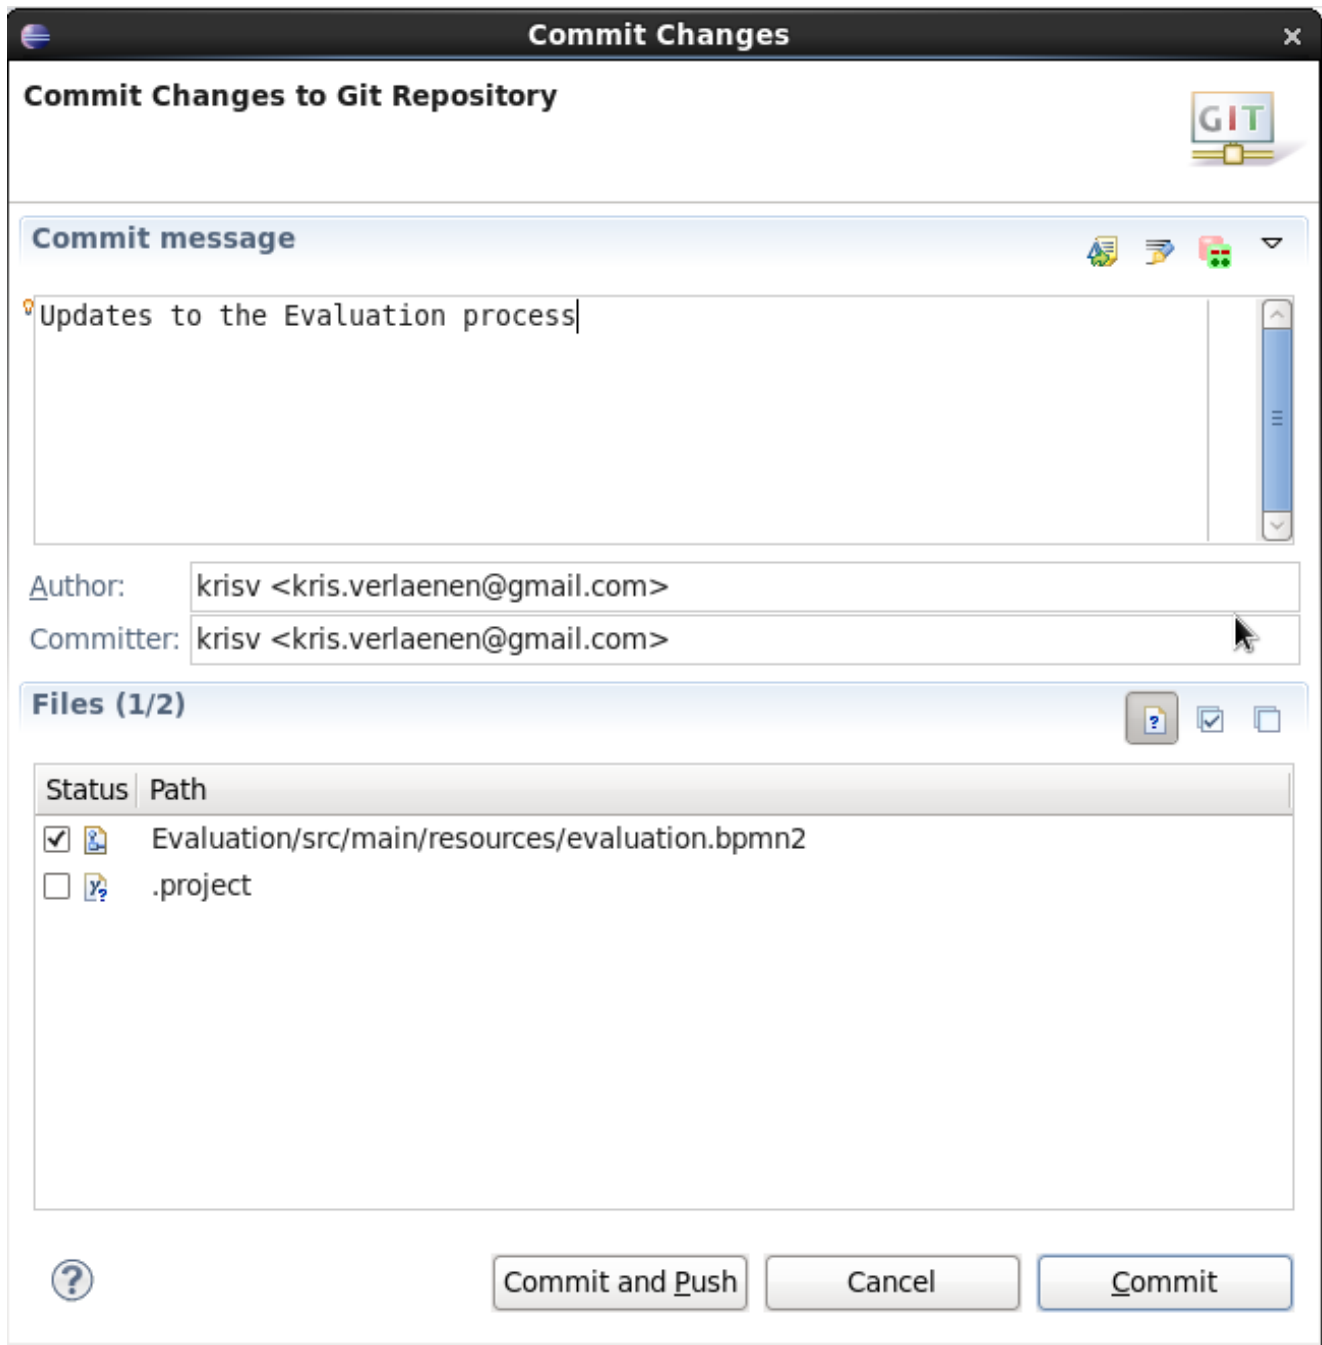 Commit Changes
Commit Changes to Git Repository
GIT
Commit message
Updates to the Evaluation process
Author: krisv <kris.verlaenen@gmail.com>
Committer: krisv <kris.verlaenen@gmail.com>
Files (1/2)
Status Path
Evaluation/src/main/resources/evaluation.bpmn2
.project
Commit and Push Cancel Commit